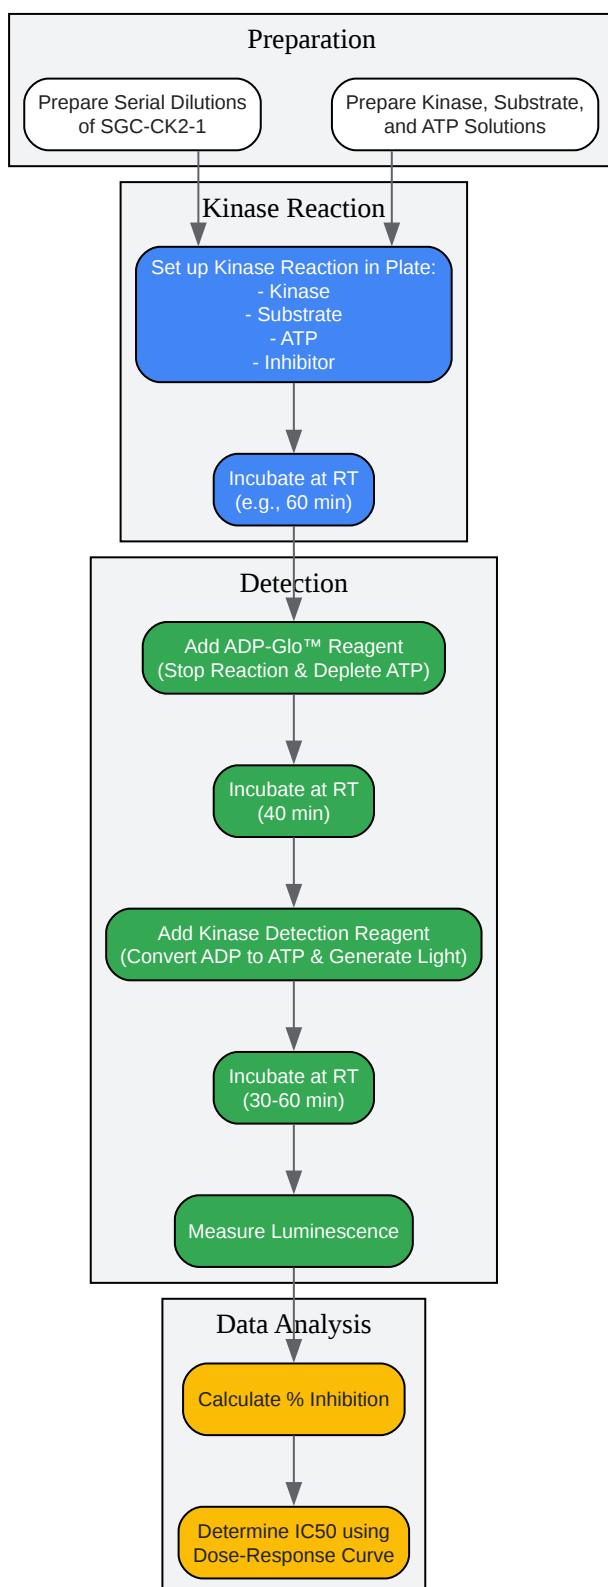 Preparation
Prepare Serial Dilutions
of SGC-CK2-1
Prepare Kinase, Substrate,
and ATP Solutions
Kinase Reaction
Set up Kinase Reaction in Plate:
- Kinase
- Substrate
- ATP
- Inhibitor
Incubate at RT
(e.g., 60 min)
Detection
Add ADP-Glo™ Reagent
(Stop Reaction & Deplete ATP)
Incubate at RT
(40 min)
Add Kinase Detection Reagent
(Convert ADP to ATP & Generate Light)
Incubate at RT
(30-60 min)
Measure Luminescence
Data Analysis
Calculate % Inhibition
Determine IC50 using
Dose-Response Curve